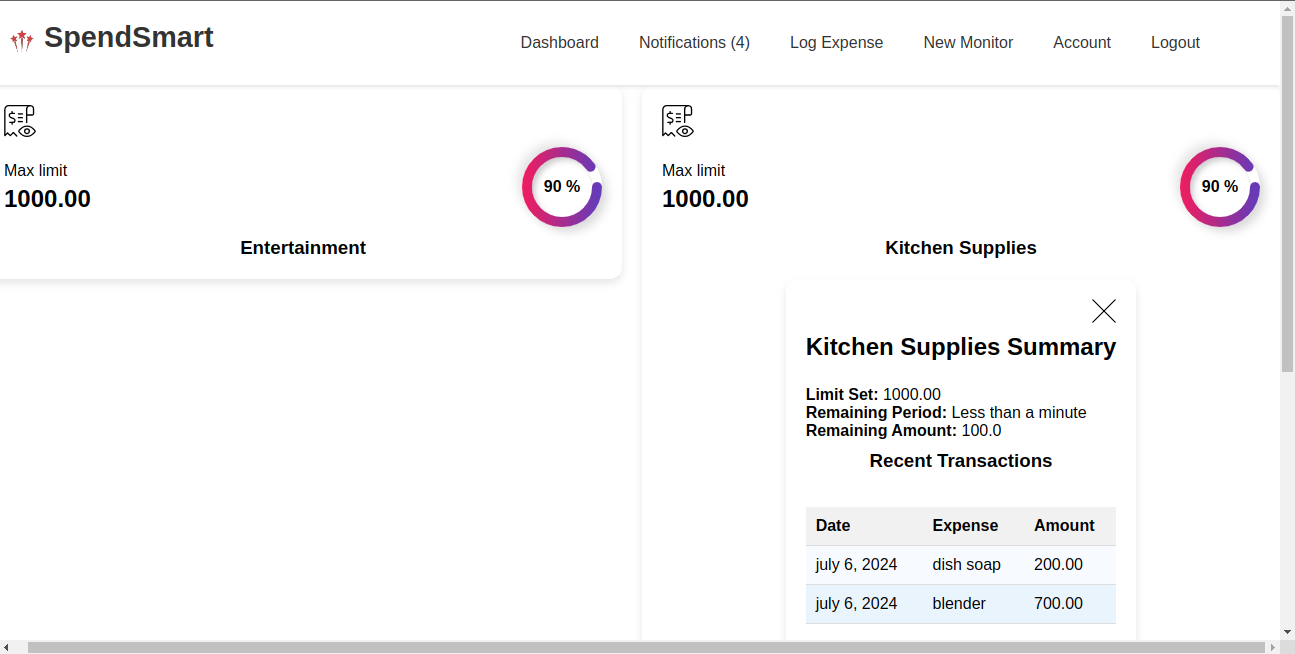 SpendSmart
Dashboard Notifications (4) Log Expense New Monitor Account Logout
Max limit
1000.00
90 %
Entertainment
Max limit
1000.00
90 %
Kitchen Supplies
Kitchen Supplies Summary
Limit Set: 1000.00
Remaining Period: Less than a minute
Remaining Amount: 100.0
Recent Transactions
Date Expense Amount
july 6, 2024 dish soap 200.00
july 6, 2024 blender 700.00